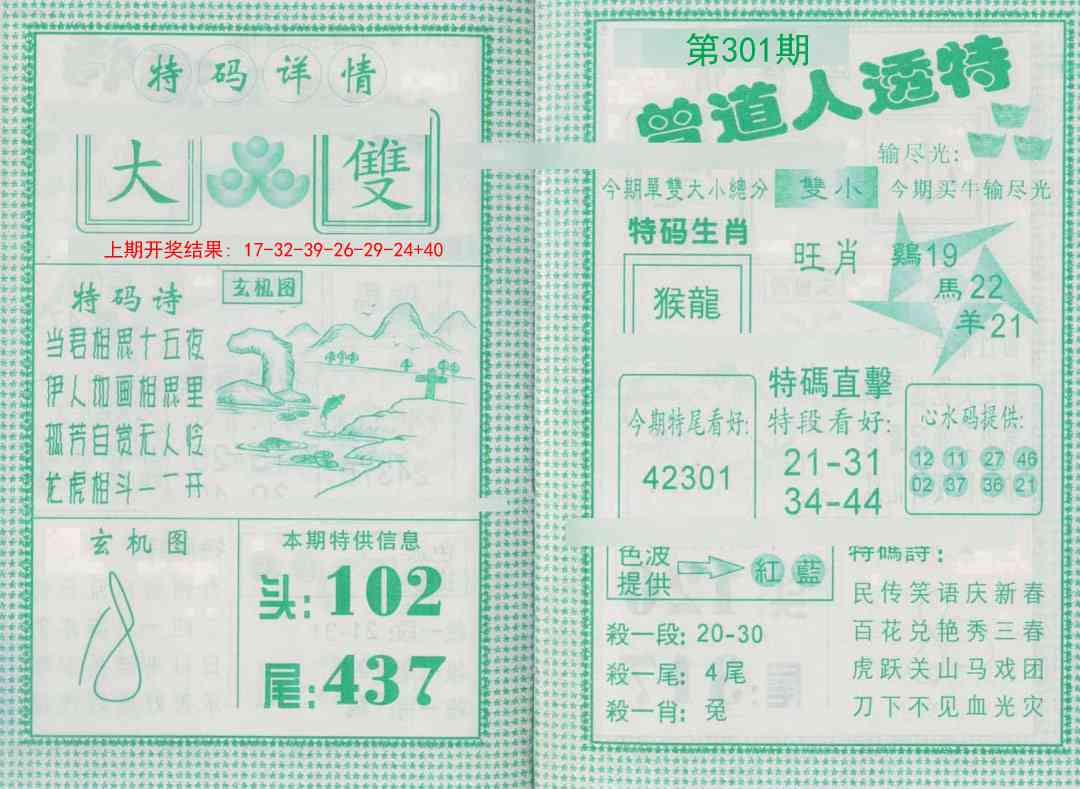 特码详情
大 雙
上期开奖结果: 17-32-39-26-29-24+40
特码诗
玄机图
当君相思十五夜
伊人如画相思里
孤芳自赏无人怜
龙虎相斗一丁开
玄机图
本期特供信息
头:102
尾:437
第301期
曾道人透特
输尽光:
今期單雙大小總分 雙小 今期买牛输尽光
特码生肖
猴龍
旺肖
鷄19
馬22
羊21
今期特尾看好:
42301
特碼直擊
特段看好:
21-31
34-44
心水码提供:
12 11 27 46
02 37 36 21
色波
提供
紅 藍
殺一段: 20-30
殺一尾: 4尾
殺一肖: 兔
特碼詩:
民传笑语庆新春
百花兑艳秀三春
虎跃关山马戏团
刀下不见血光灾